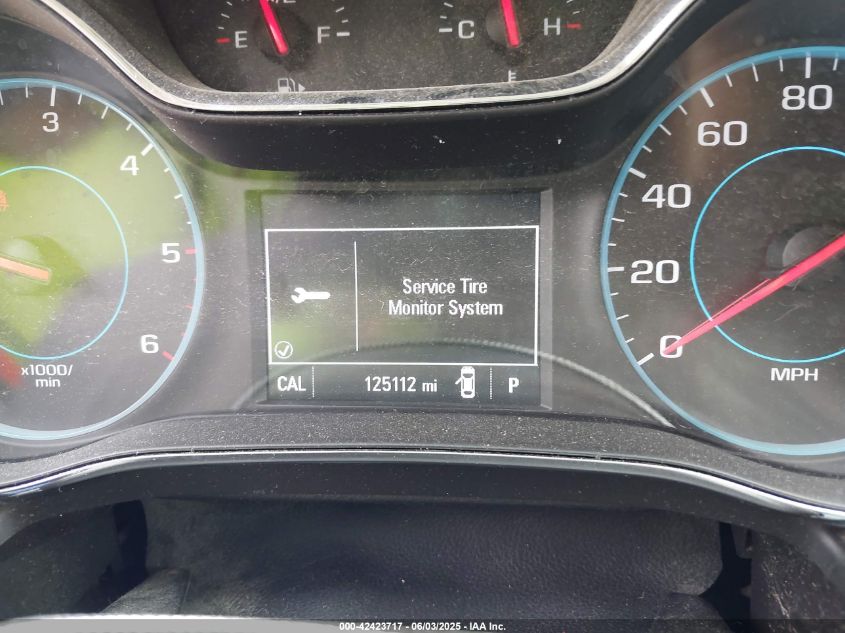 E F
C H
3
4
5
6
x1000/
min
Service Tire
Monitor System
CAL 125112 mi P
80
60
40
20
0
MPH
000-42423717 - 06/03/2025 - IAA Inc.